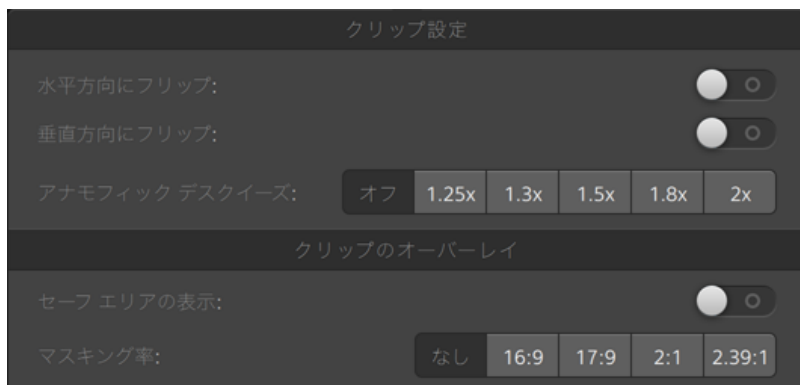 クリップ設定
水平方向にフリップ:
垂直方向にフリップ:
アナモフィック デスクイーズ: オフ 1.25x 1.3x 1.5x 1.8x 2x
クリップのオーバーレイ
セーフ エリアの表示:
マスキング率: なし 16:9 17:9 2:1 2.39:1